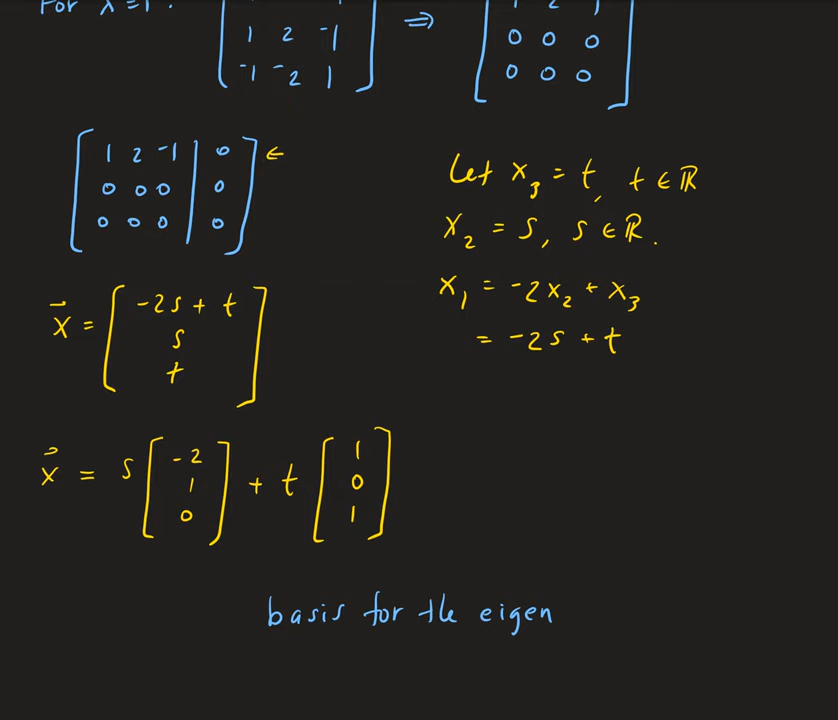 For λ=1:
1 2 -1
-1 -2 1
⇒
0 0 0
0 0 0
1 2 -1 | 0
0 0 0 | 0
0 0 0 | 0
←
Let x₃ = t, t ∈ ℝ
x₂ = s, s ∈ ℝ.
x₁ = -2x₂ + x₃
= -2s + t
x⃗ = [ -2s + t
s
t ]
x⃗ = s [ -2 1 0 ] + t [ 1 0 1 ]
basis for the eigen